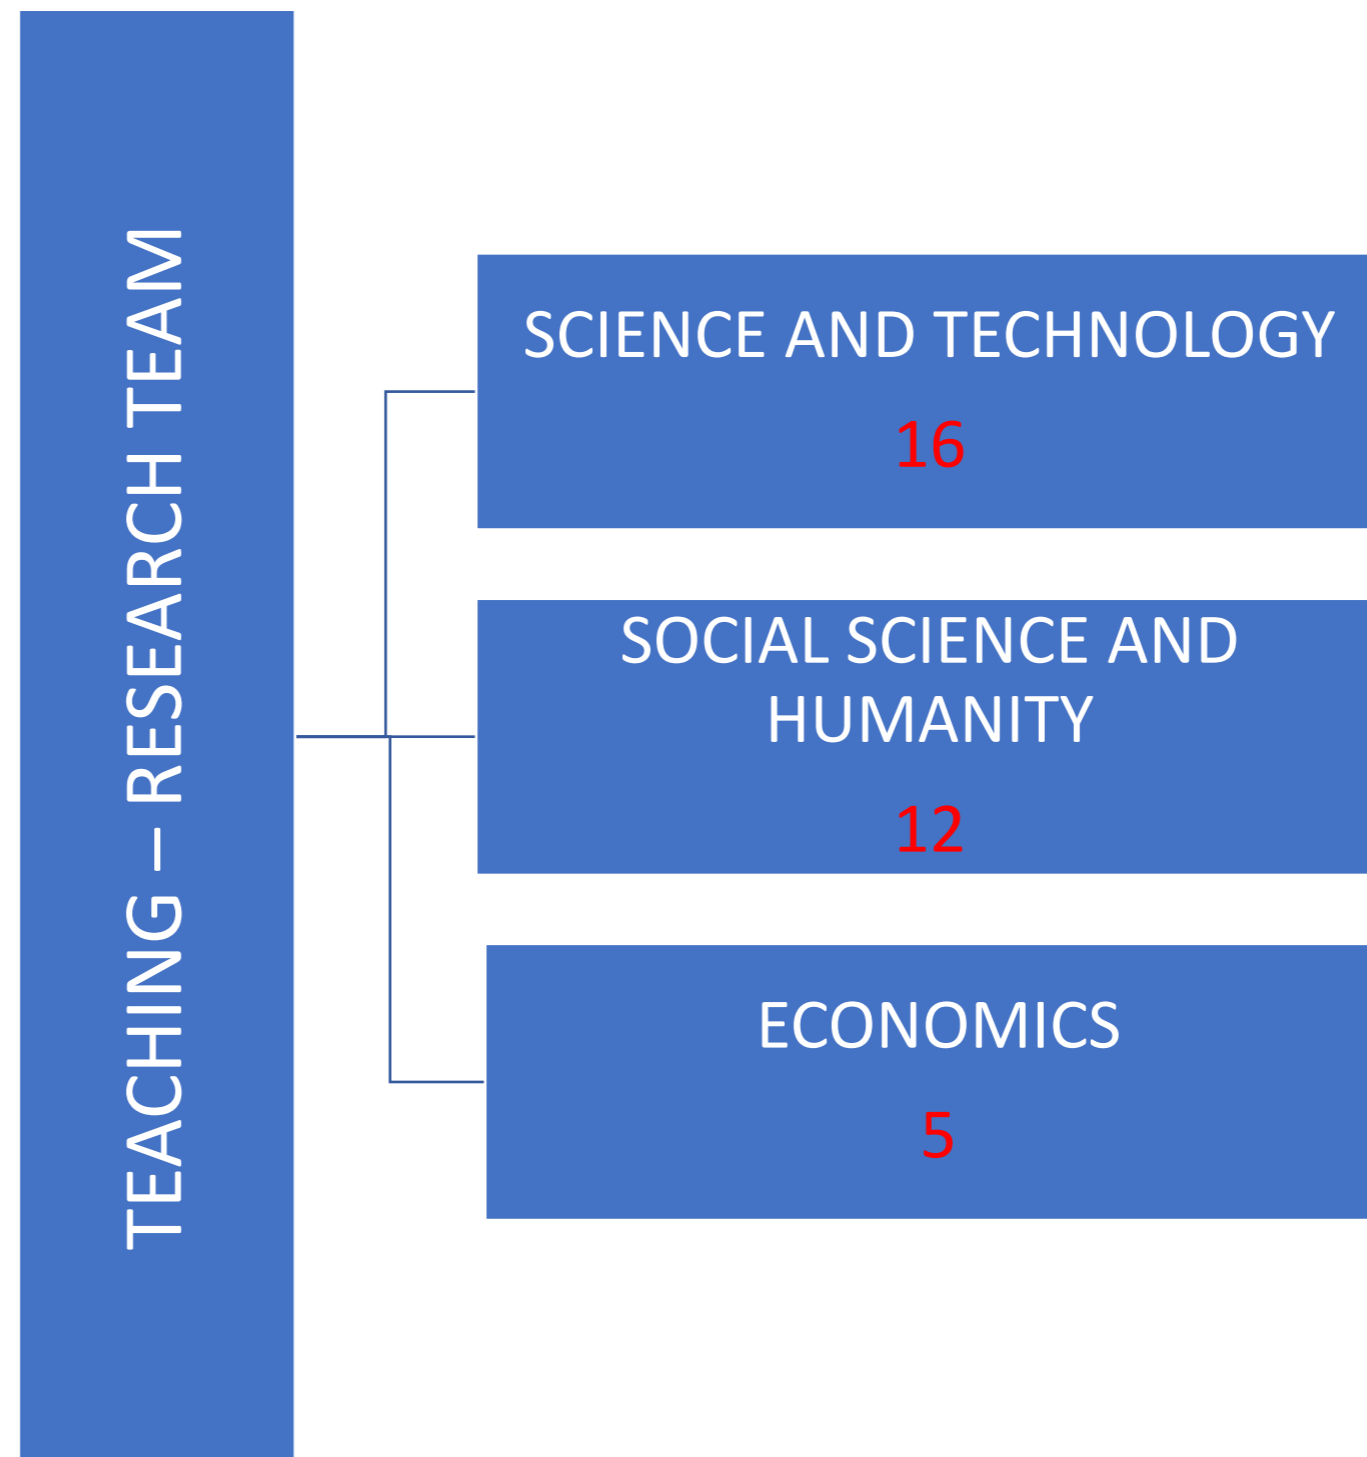 TEACHING – RESEARCH TEAM
SCIENCE AND TECHNOLOGY
16
SOCIAL SCIENCE AND
HUMANITY
12
ECONOMICS
5